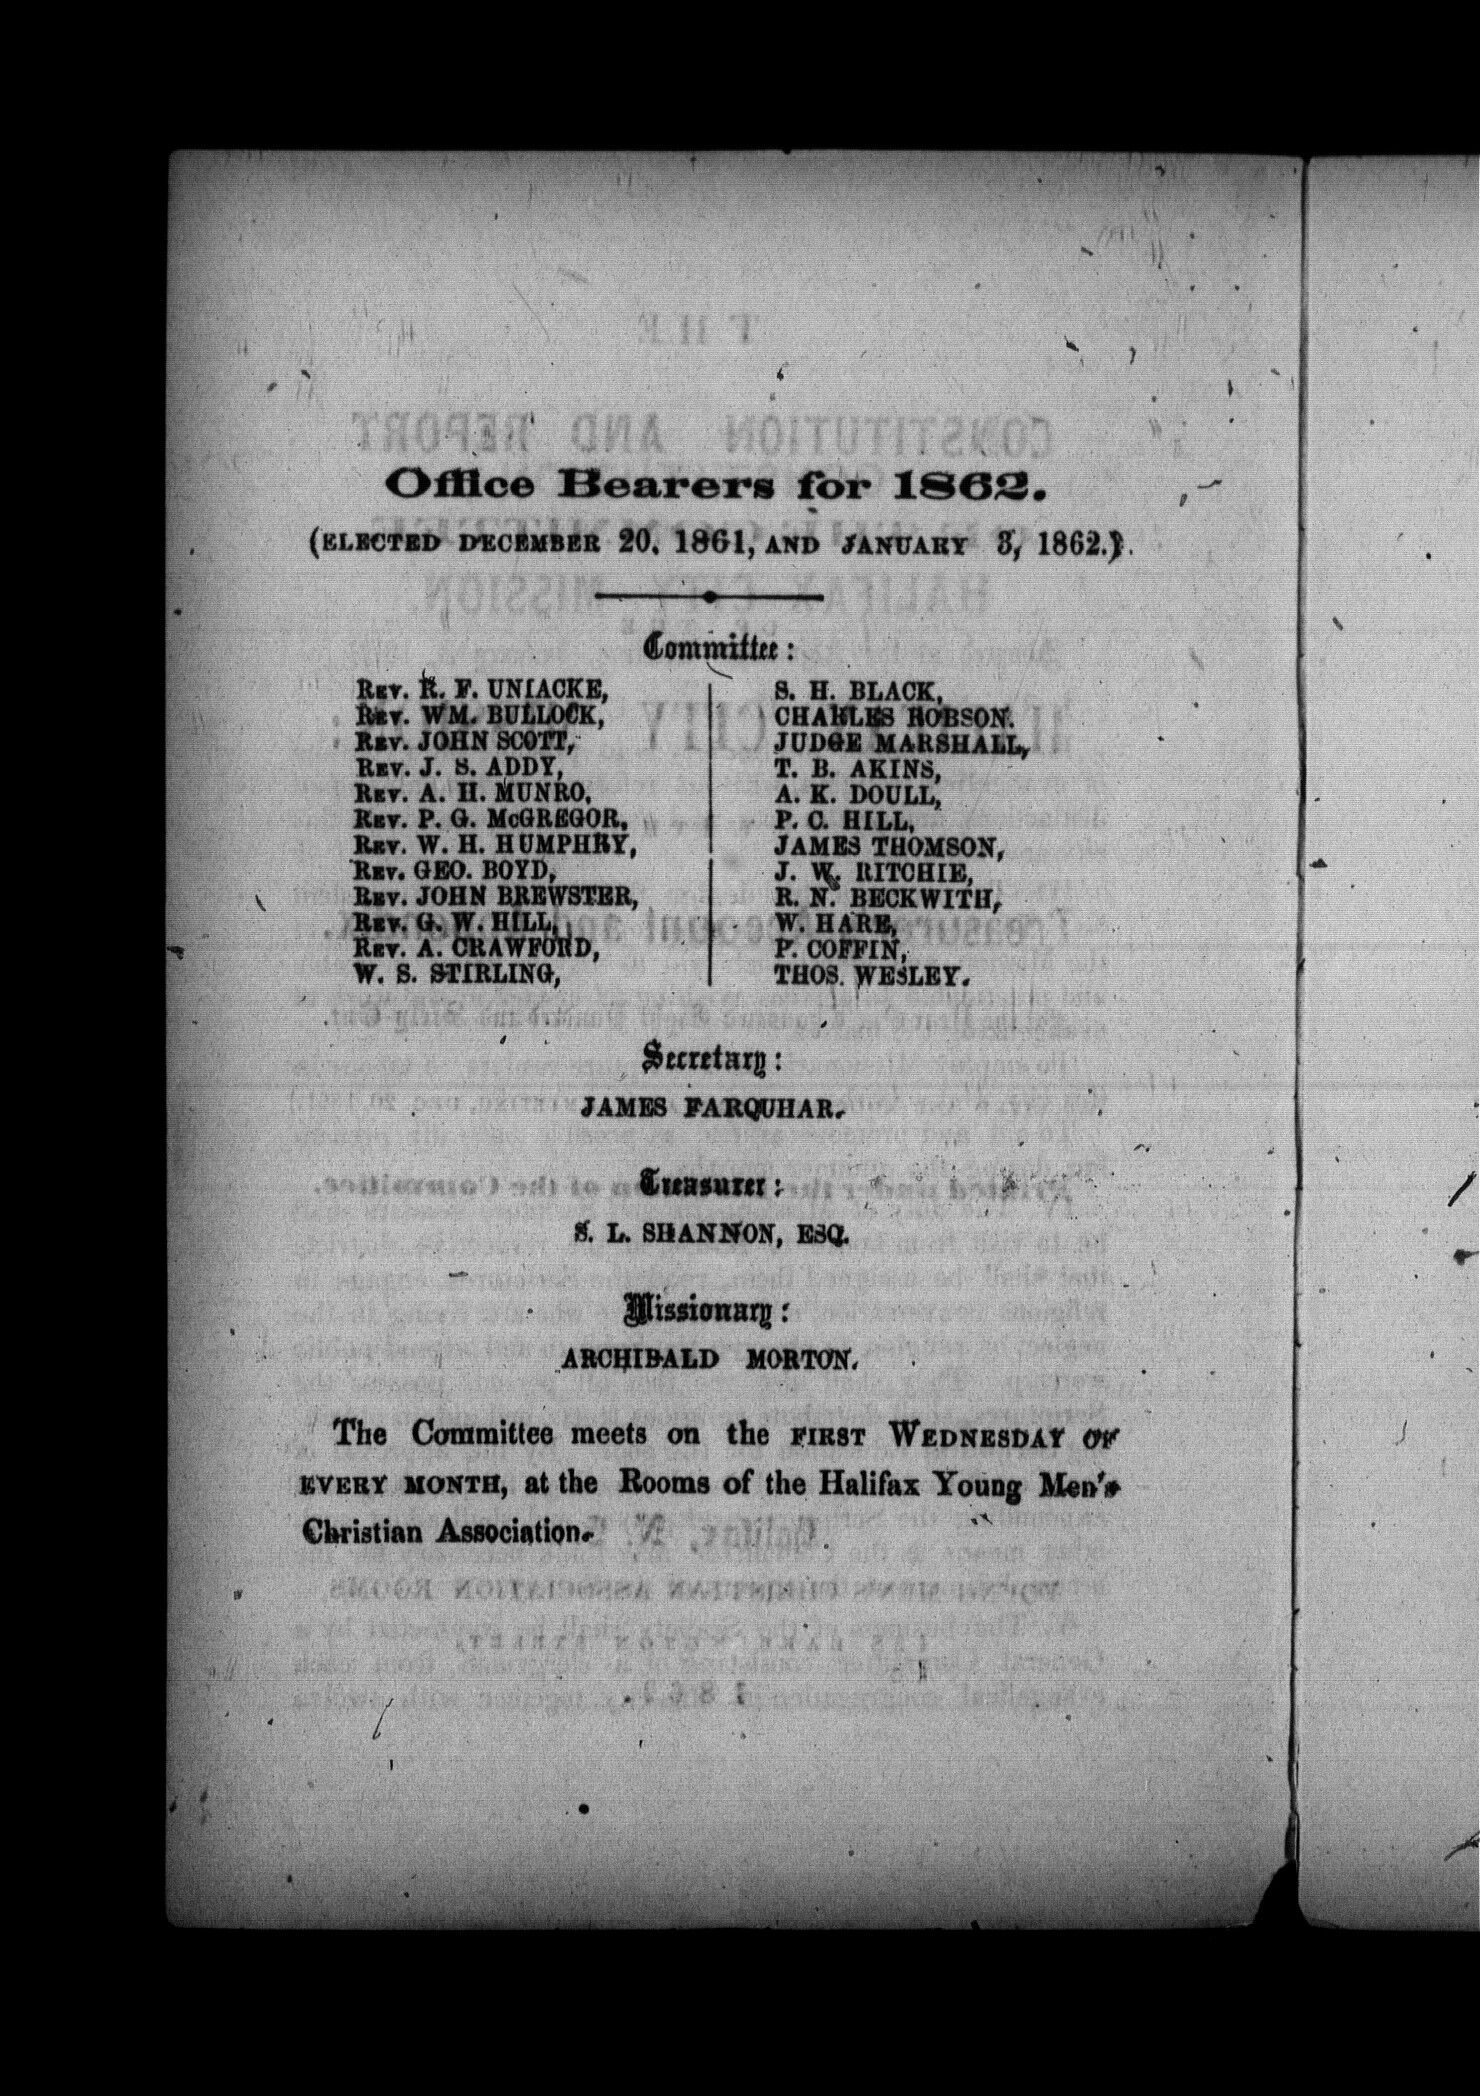 Office Bearers for 1862.
(ELECTED DECEMBER 20, 1861, AND JANUARY 3, 1862.)
Committee:
REV. R. F. UNIACKE,
REV. WM. BULLOCK,
REV. JOHN SCOTT,
REV. J. S. ADDY,
REV. A. H. MUNRO,
REV. P. G. McGREGOR,
REV. W. H. HUMPHRY,
REV. GEO. BOYD,
REV. JOHN BREWSTER,
REV. G. W. HILL,
REV. A. CRAWFORD,
W. S. STIRLING,
S. H. BLACK,
CHARLES ROBSON.
JUDGE MARSHALL,
T. B. AKINS,
A. K. DOULL,
P. C. HILL,
JAMES THOMSON,
J. W. RITCHIE,
R. N. BECKWITH,
W. HARE,
P. COFFIN,
THOS. WESLEY.
Secretary:
JAMES FARQUHAR.
Treasurer:
S. L. SHANNON, ESQ.
Missionary:
ARCHIBALD MORTON.
The Committee meets on the FIRST WEDNESDAY OF
EVERY MONTH, at the Rooms of the Halifax Young Men's
Christian Association.